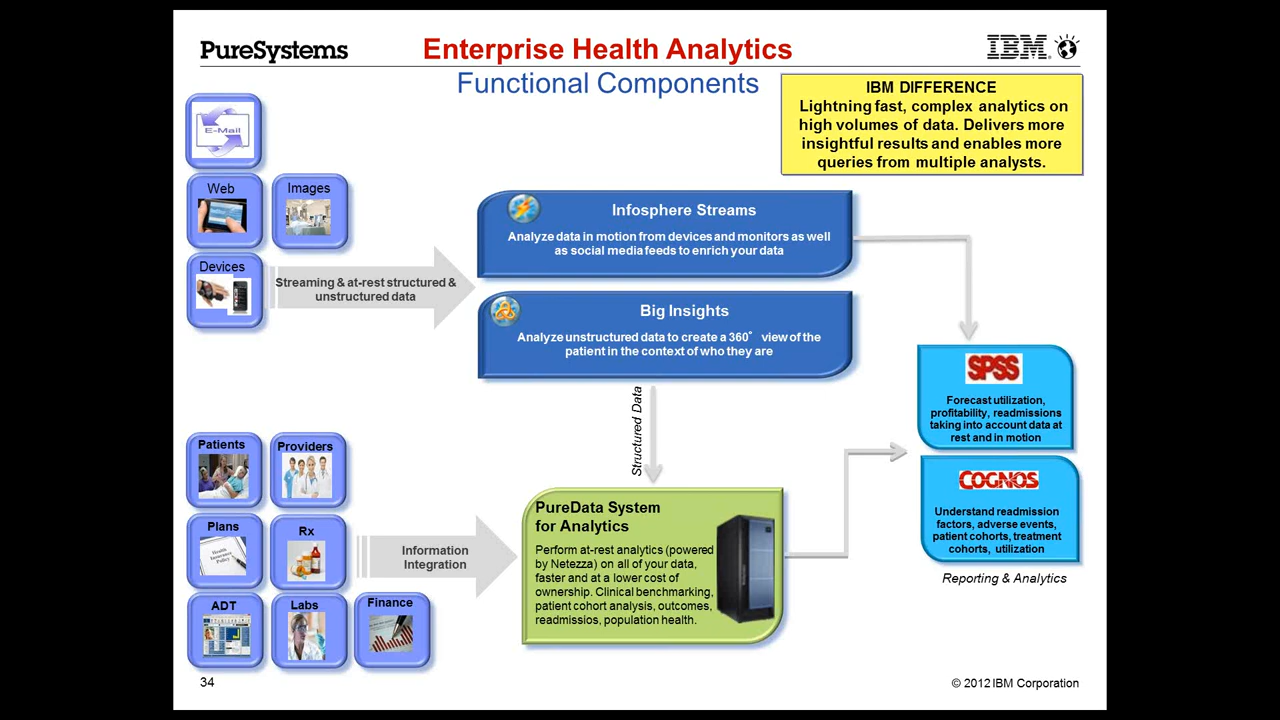 PureSystems
Enterprise Health Analytics
IBM®
Functional Components
IBM DIFFERENCE
Lightning fast, complex analytics on
high volumes of data. Delivers more
insightful results and enables more
queries from multiple analysts.
E-Mail
Web
Images
Devices
Streaming & at-rest structured &
unstructured data
Infosphere Streams
Analyze data in motion from devices and monitors as well
as social media feeds to enrich your data
Big Insights
Analyze unstructured data to create a 360° view of the
patient in the context of who they are
Structured Data
SPSS
Forecast utilization,
profitability, readmissions
taking into account data at
rest and in motion
COGNOS
Understand readmission
factors, adverse events,
patient cohorts, treatment
cohorts, utilization
Reporting & Analytics
Patients
Providers
Plans
Health
Insurance
Policy
Rx
ADT
Labs
Finance
Information
Integration
PureData System
for Analytics
Perform at-rest analytics (powered
by Netezza) on all of your data,
faster and at a lower cost of
ownership. Clinical benchmarking,
patient cohort analysis, outcomes,
readmissios, population health.
34
© 2012 IBM Corporation